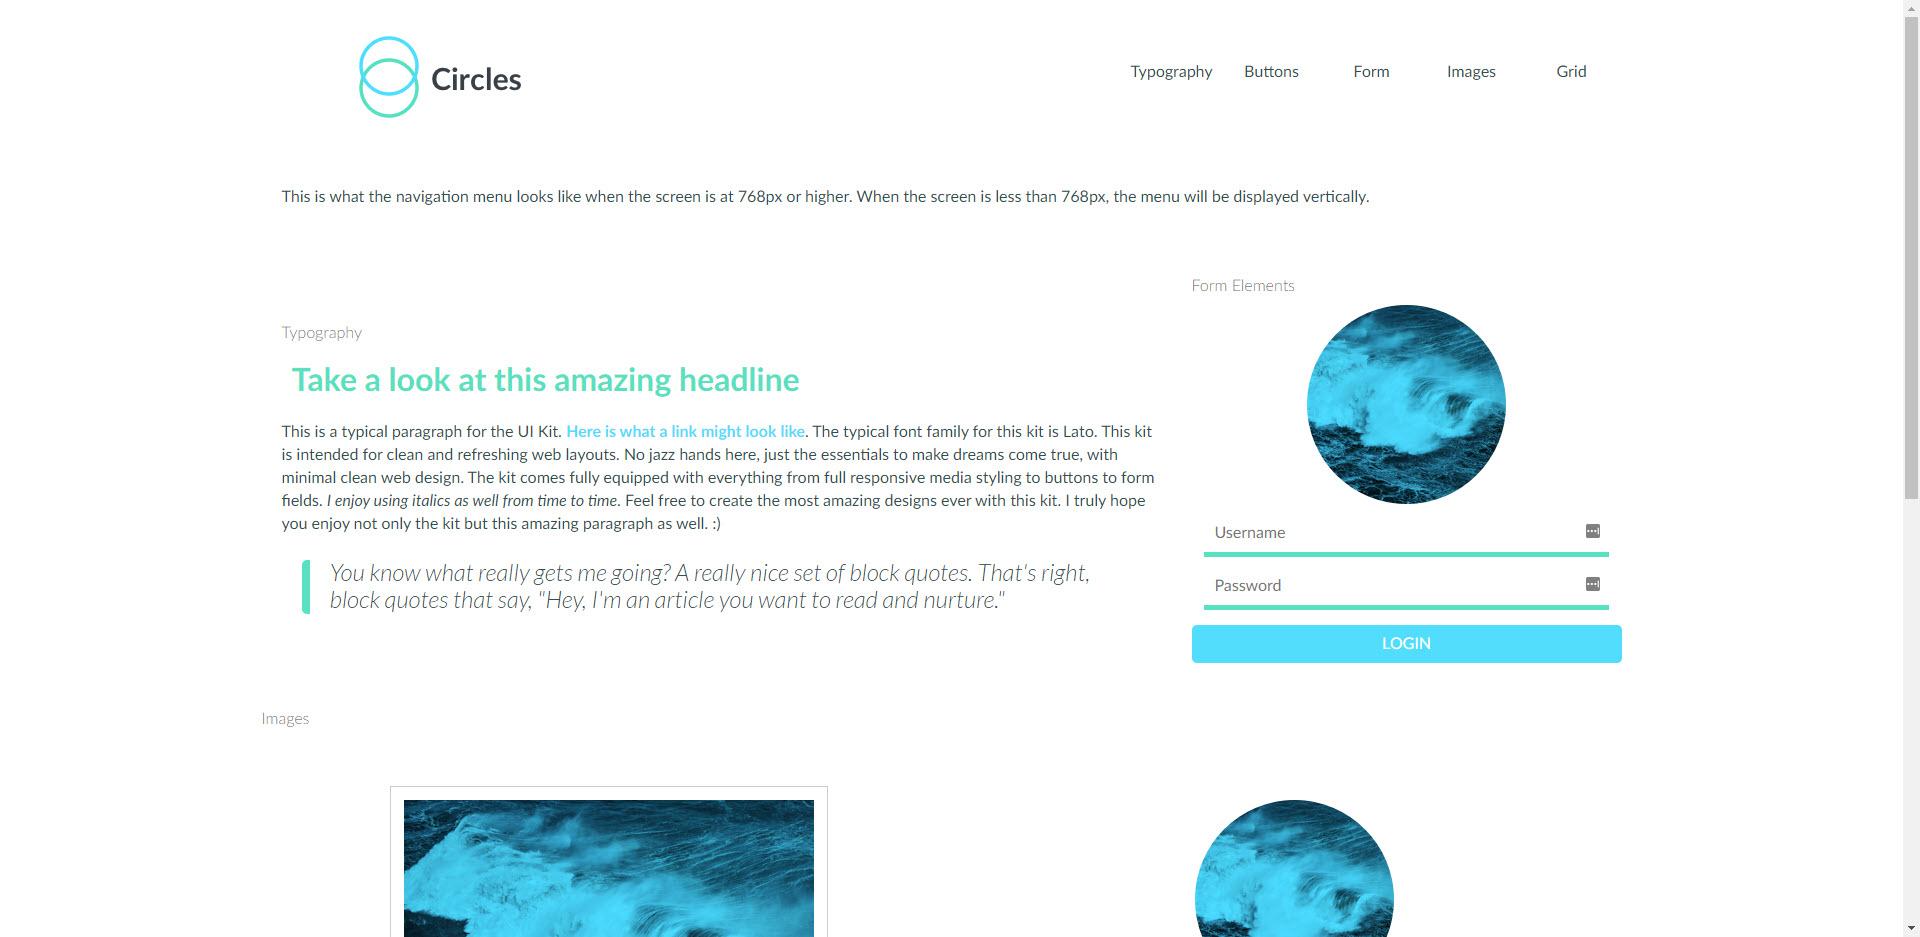 Circles
Typography Buttons Form Images Grid
This is what the navigation menu looks like when the screen is at 768px or higher. When the screen is less than 768px, the menu will be displayed vertically.
Typography
Take a look at this amazing headline
This is a typical paragraph for the UI Kit. Here is what a link might look like. The typical font family for this kit is Lato. This kit
is intended for clean and refreshing web layouts. No jazz hands here, just the essentials to make dreams come true, with
minimal clean web design. The kit comes fully equipped with everything from full responsive media styling to buttons to form
fields. I enjoy using italics as well from time to time. Feel free to create the most amazing designs ever with this kit. I truly hope
you enjoy not only the kit but this amazing paragraph as well. :)
You know what really gets me going? A really nice set of block quotes. That's right,
block quotes that say, "Hey, I'm an article you want to read and nurture."
Form Elements
Username
Password
LOGIN
Images